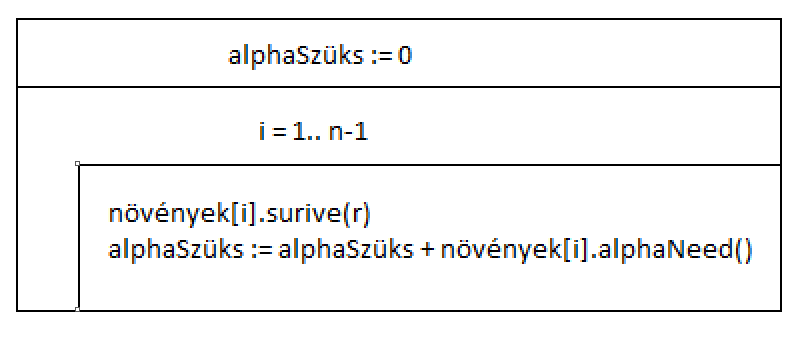 alphaSzüks := 0
i = 1.. n-1
növények[i].surive(r)
alphaSzüks := alphaSzüks + növények[i].alphaNeed()